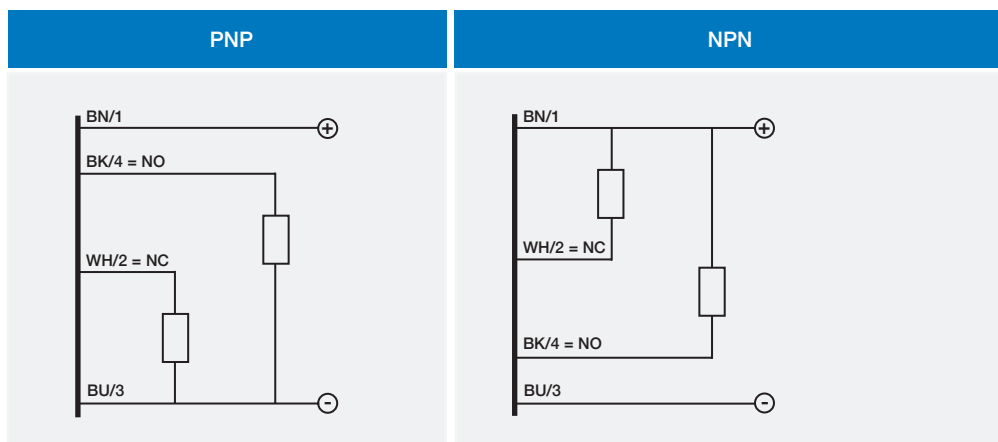 PNP
BN/1
+
BK/4 = NO
WH/2 = NC
BU/3
-
NPN
BN/1
+
WH/2 = NC
BK/4 = NO
BU/3
-